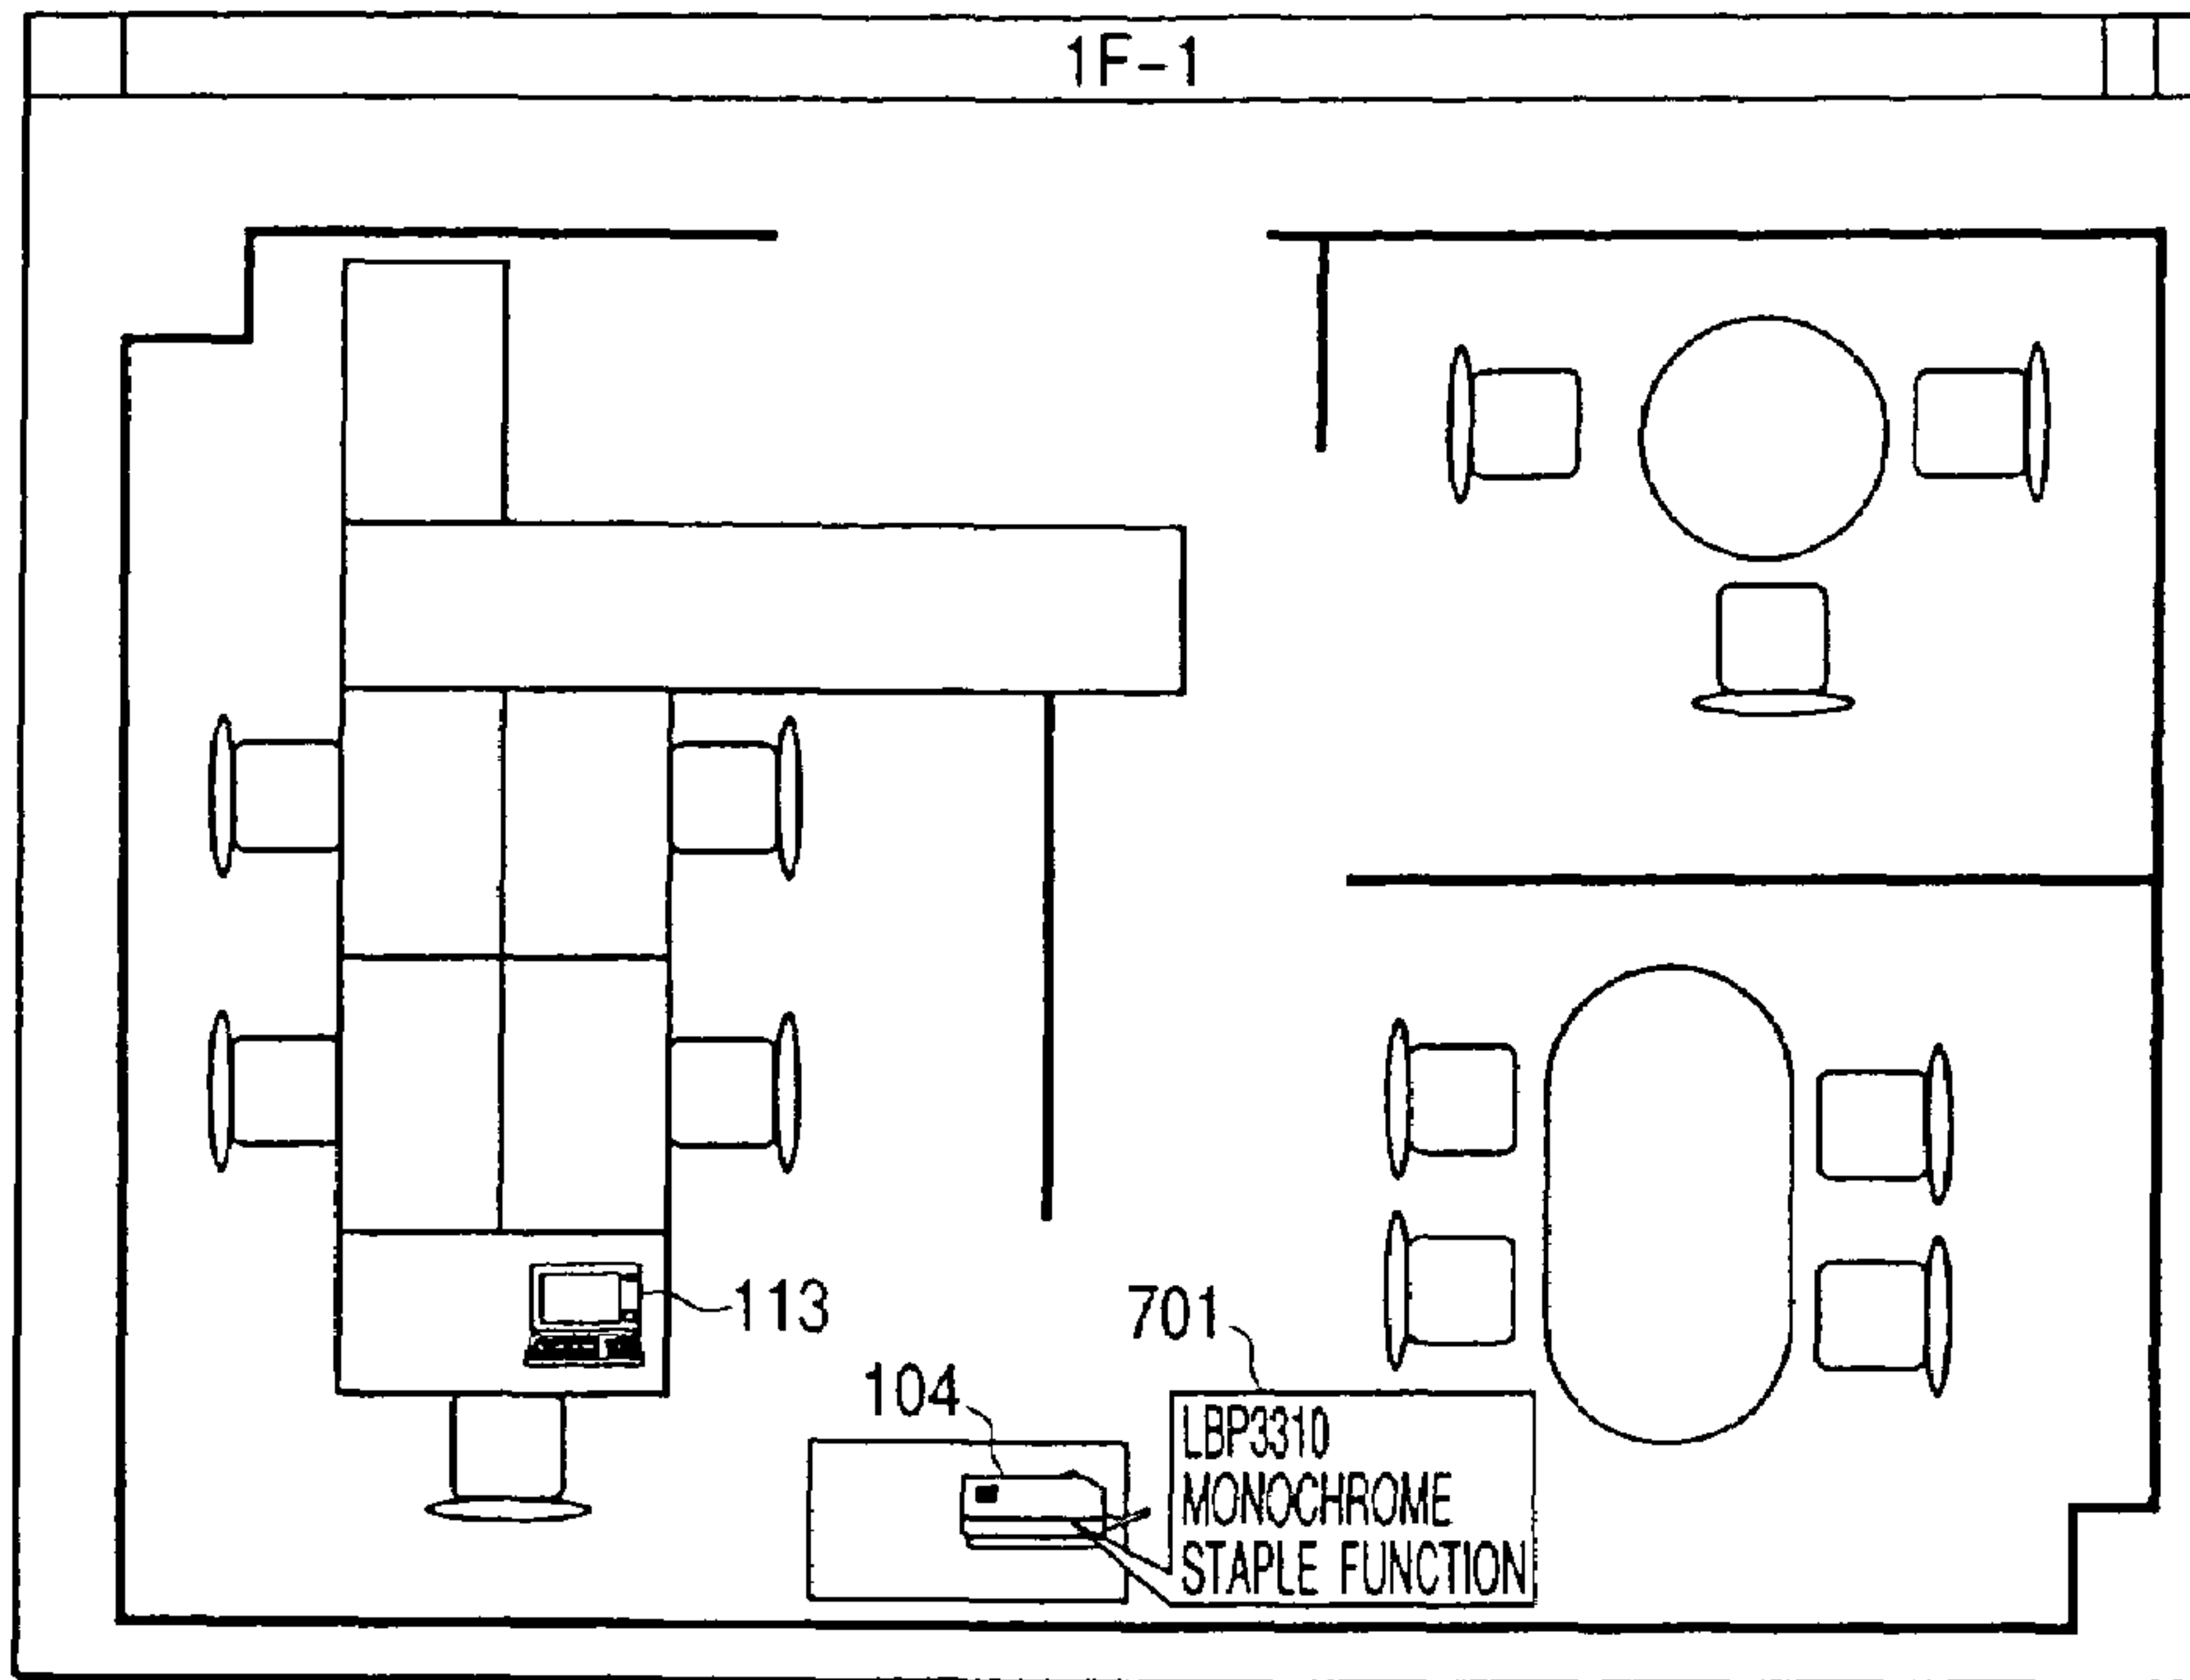 1F-1
113
701
104
LBP3310
MONOCHROME
STAPLE FUNCTION